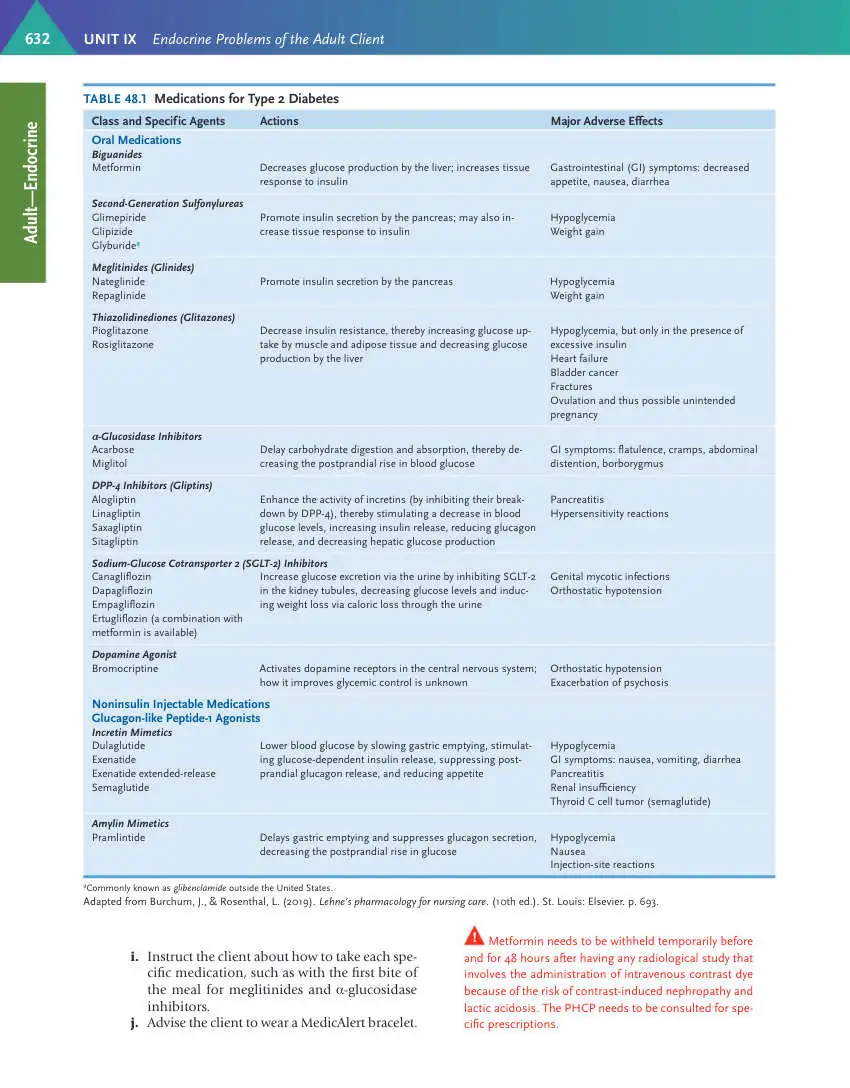 632 UNIT IX Endocrine Problems of the Adult Client
Adult—Endocrine
TABLE 48.1 Medications for Type 2 Diabetes
Class and Specific Agents Actions Major Adverse Effects
Oral Medications
Biguanides
Metformin Decreases glucose production by the liver; increases tissue Gastrointestinal (GI) symptoms: decreased
response to insulin appetite, nausea, diarrhea
Second-Generation Sulfonylureas
Glimepiride Promote insulin secretion by the pancreas; may also in- Hypoglycemia
Glipizide crease tissue response to insulin Weight gain
Glyburideᵃ
Meglitinides (Glinides)
Nateglinide Promote insulin secretion by the pancreas Hypoglycemia
Repaglinide Weight gain
Thiazolidinediones (Glitazones)
Pioglitazone Decrease insulin resistance, thereby increasing glucose up- Hypoglycemia, but only in the presence of
Rosiglitazone take by muscle and adipose tissue and decreasing glucose excessive insulin
production by the liver Heart failure
Bladder cancer
Fractures
Ovulation and thus possible unintended
pregnancy
α-Glucosidase Inhibitors
Acarbose Delay carbohydrate digestion and absorption, thereby de- GI symptoms: flatulence, cramps, abdominal
Miglitol creasing the postprandial rise in blood glucose distention, borborygmus
DPP-4 Inhibitors (Gliptins)
Alogliptin Enhance the activity of incretins (by inhibiting their break- Pancreatitis
Linagliptin down by DPP-4), thereby stimulating a decrease in blood Hypersensitivity reactions
Saxagliptin glucose levels, increasing insulin release, reducing glucagon
Sitagliptin release, and decreasing hepatic glucose production
Sodium-Glucose Cotransporter 2 (SGLT-2) Inhibitors
Canagliflozin Increase glucose excretion via the urine by inhibiting SGLT-2 Genital mycotic infections
Dapagliflozin in the kidney tubules, decreasing glucose levels and induc- Orthostatic hypotension
Empagliflozin ing weight loss via caloric loss through the urine
Ertugliflozin (a combination with
metformin is available)
Dopamine Agonist
Bromocriptine Activates dopamine receptors in the central nervous system; Orthostatic hypotension
how it improves glycemic control is unknown Exacerbation of psychosis
Noninsulin Injectable Medications
Glucagon-like Peptide-1 Agonists
Incretin Mimetics
Dulaglutide Lower blood glucose by slowing gastric emptying, stimulat- Hypoglycemia
Exenatide ing glucose-dependent insulin release, suppressing post- GI symptoms: nausea, vomiting, diarrhea
Exenatide extended-release prandial glucagon release, and reducing appetite Pancreatitis
Semaglutide Renal insufficiency
Thyroid C cell tumor (semaglutide)
Amylin Mimetics
Pramlintide Delays gastric emptying and suppresses glucagon secretion, Hypoglycemia
decreasing the postprandial rise in glucose Nausea
Injection-site reactions
ᵃCommonly known as glibenclamide outside the United States.
Adapted from Burchum, J., & Rosenthal, L. (2019). Lehne's pharmacology for nursing care. (10th ed.). St. Louis: Elsevier. p. 693.
i. Instruct the client about how to take each spe-
cific medication, such as with the first bite of
the meal for meglitinides and α-glucosidase
inhibitors.
j. Advise the client to wear a MedicAlert bracelet.
Metformin needs to be withheld temporarily before
and for 48 hours after having any radiological study that
involves the administration of intravenous contrast dye
because of the risk of contrast-induced nephropathy and
lactic acidosis. The PHCP needs to be consulted for spe-
cific prescriptions.